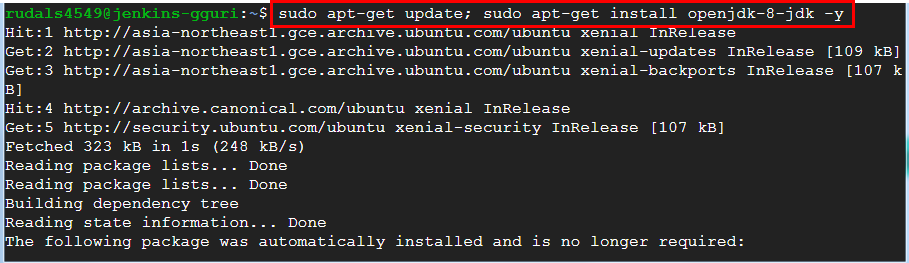 rudals4549@jenkins-gguri:~$ sudo apt-get update; sudo apt-get install openjdk-8-jdk -y
Hit:1 http://asia-northeast1.gce.archive.ubuntu.com/ubuntu xenial InRelease
Get:2 http://asia-northeast1.gce.archive.ubuntu.com/ubuntu xenial-updates InRelease [109 kB]
Get:3 http://asia-northeast1.gce.archive.ubuntu.com/ubuntu xenial-backports InRelease [107 k
B]
Hit:4 http://archive.canonical.com/ubuntu xenial InRelease
Get:5 http://security.ubuntu.com/ubuntu xenial-security InRelease [107 kB]
Fetched 323 kB in 1s (248 kB/s)
Reading package lists... Done
Reading package lists... Done
Building dependency tree
Reading state information... Done
The following package was automatically installed and is no longer required: